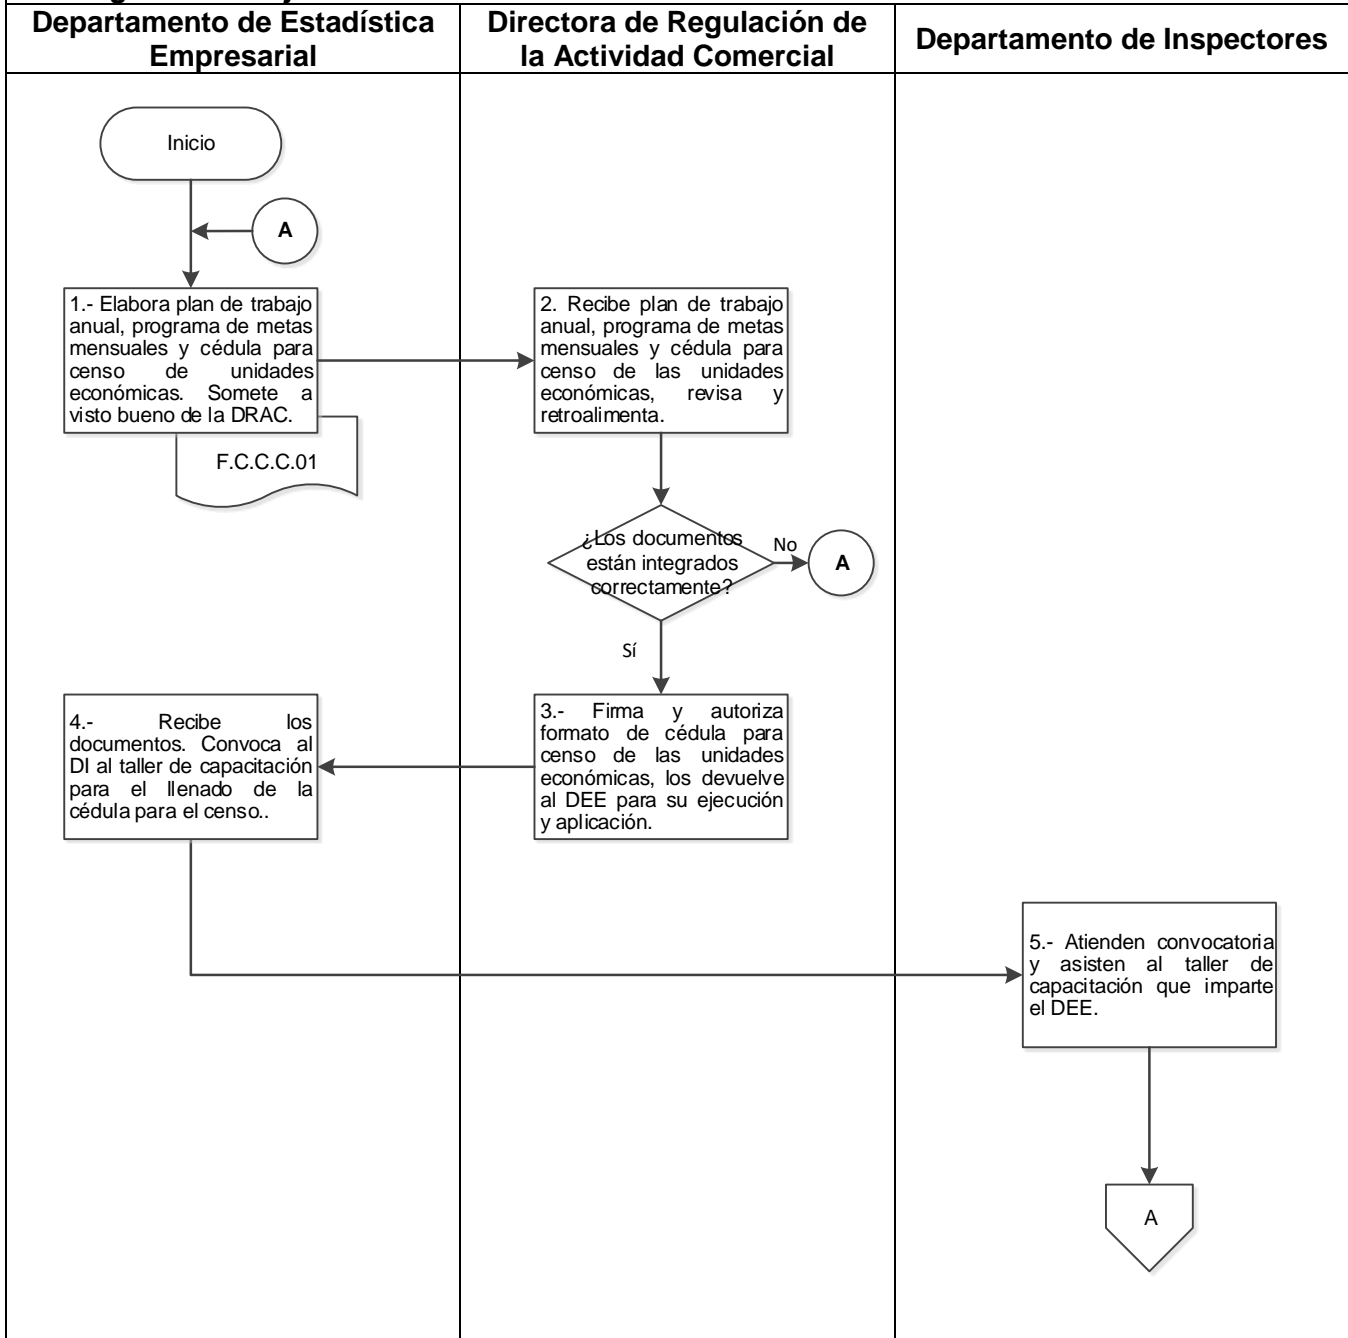 Departamento de Estadística
Empresarial
Directora de Regulación de
la Actividad Comercial
Departamento de Inspectores
Inicio
A
1.- Elabora plan de trabajo
anual, programa de metas
mensuales y cédula para
censo de unidades
económicas. Somete a
visto bueno de la DRAC.
F.C.C.C.01
2. Recibe plan de trabajo
anual, programa de metas
mensuales y cédula para
censo de las unidades
económicas, revisa y
retroalimenta.
¿Los documentos
están integrados
correctamente?
No
A
Sí
3.- Firma y autoriza
formato de cédula para
censo de las unidades
económicas, los devuelve
al DEE para su ejecución
y aplicación.
4.- Recibe los
documentos. Convoca al
DI al taller de capacitación
para el llenado de la
cédula para el censo..
5.- Atienden convocatoria
y asisten al taller de
capacitación que imparte
el DEE.
A